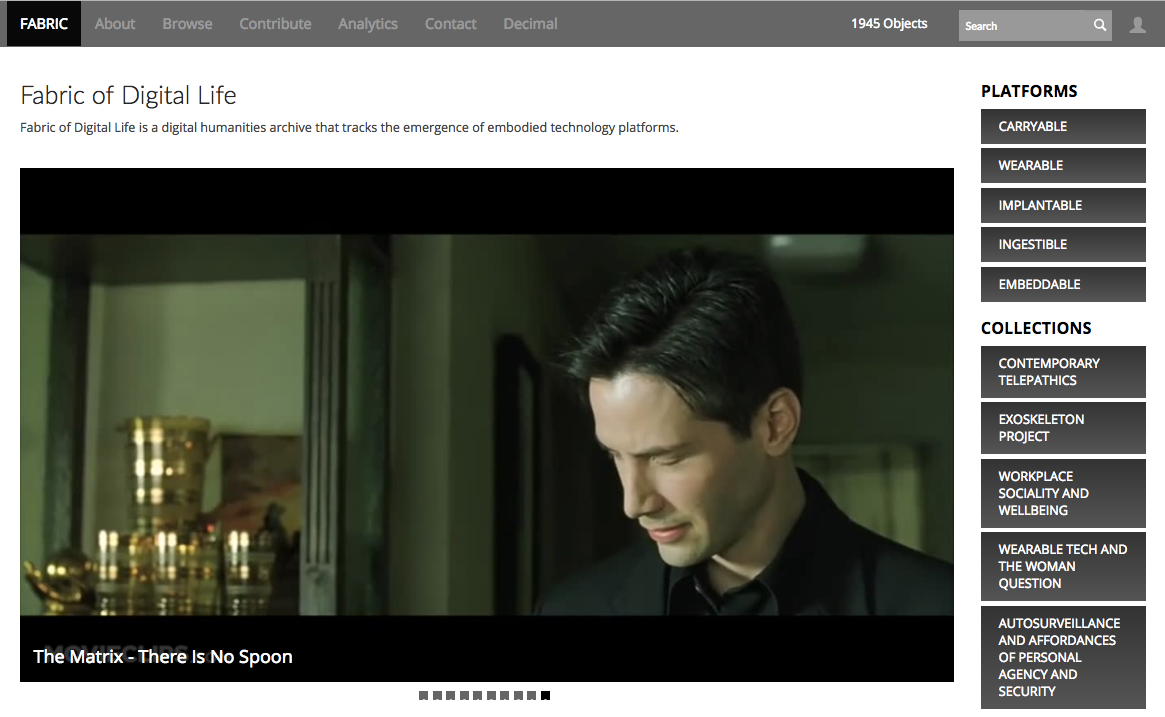 FABRIC About Browse Contribute Analytics Contact Decimal 1945 Objects Search
Fabric of Digital Life
Fabric of Digital Life is a digital humanities archive that tracks the emergence of embodied technology platforms.
The Matrix - There Is No Spoon
PLATFORMS
CARRYABLE
WEARABLE
IMPLANTABLE
INGESTIBLE
EMBEDDABLE
COLLECTIONS
CONTEMPORARY
TELEPATHICS
EXOSKELETON
PROJECT
WORKPLACE
SOCIALITY AND
WELLBEING
WEARABLE TECH AND
THE WOMAN
QUESTION
AUTOSURVEILLANCE
AND AFFORDANCES
OF PERSONAL
AGENCY AND
SECURITY